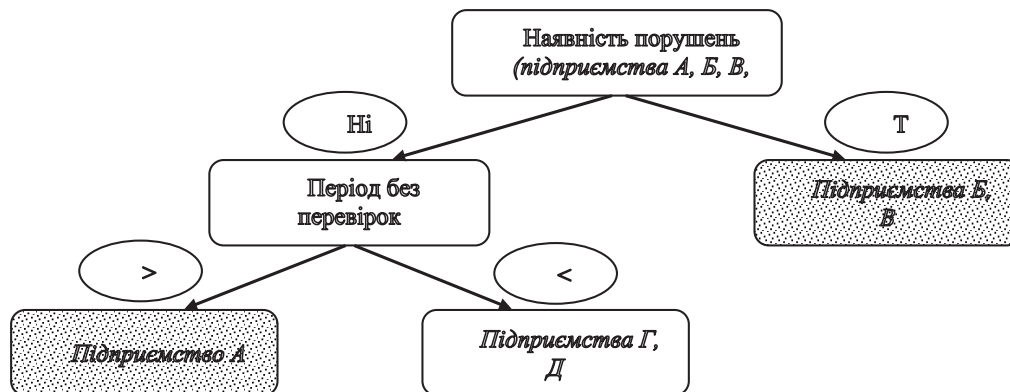 Наявність порушень
(підприємства А, Б, В,
Ні
Т
Період без
перевірок
Підприємства Б,
В
>
<
Підприємство А
Підприємства Г,
Д